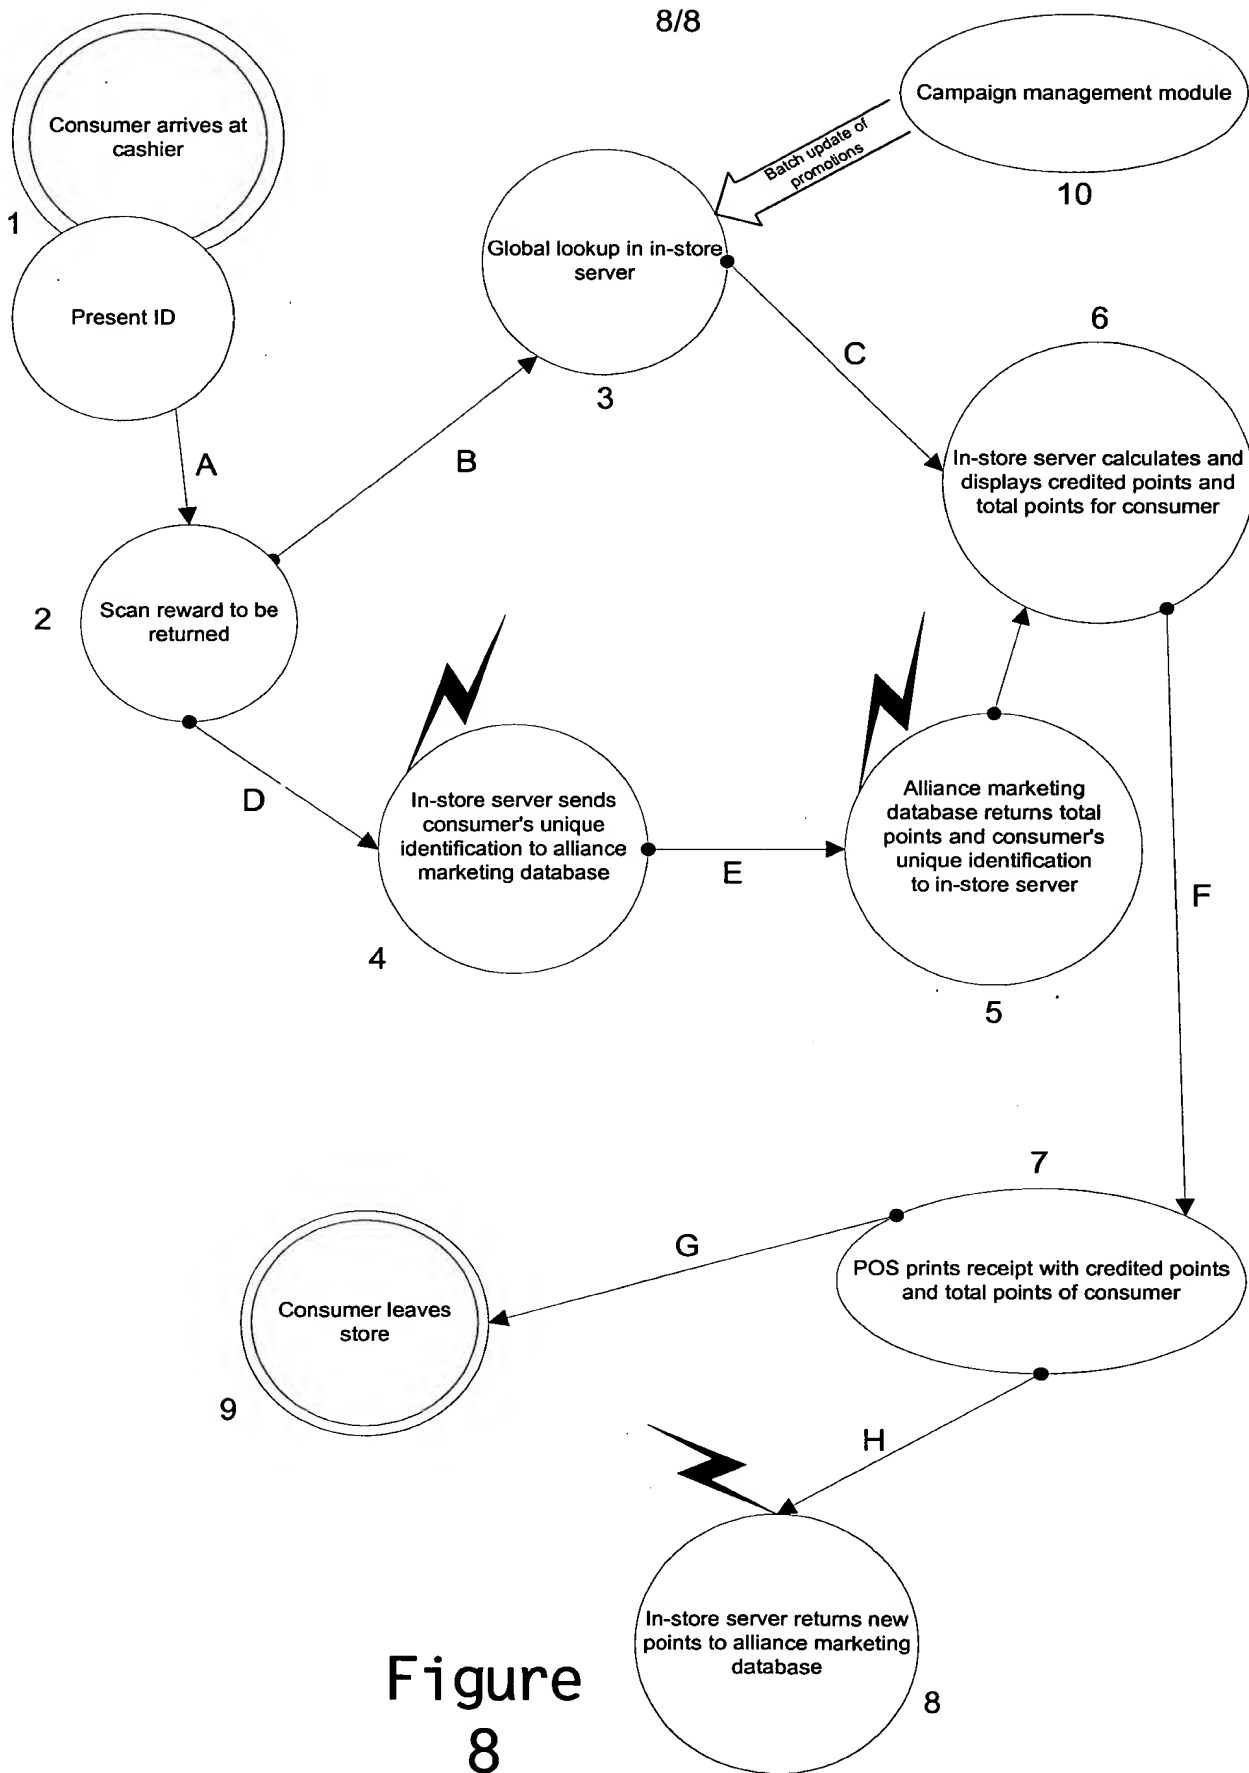 8/8
Consumer arrives at
cashier
1
Present ID
Campaign management module
10
Batch update of
promotions
Global lookup in in-store
server
3
A
B
C
6
In-store server calculates and
displays credited points and
total points for consumer
2
Scan reward to be
returned
D
In-store server sends
consumer's unique
identification to alliance
marketing database
4
E
Alliance marketing
database returns total
points and consumer's
unique identification
to in-store server
5
F
7
POS prints receipt with credited points
and total points of consumer
G
Consumer leaves
store
9
H
In-store server returns new
points to alliance marketing
database
8
Figure
8